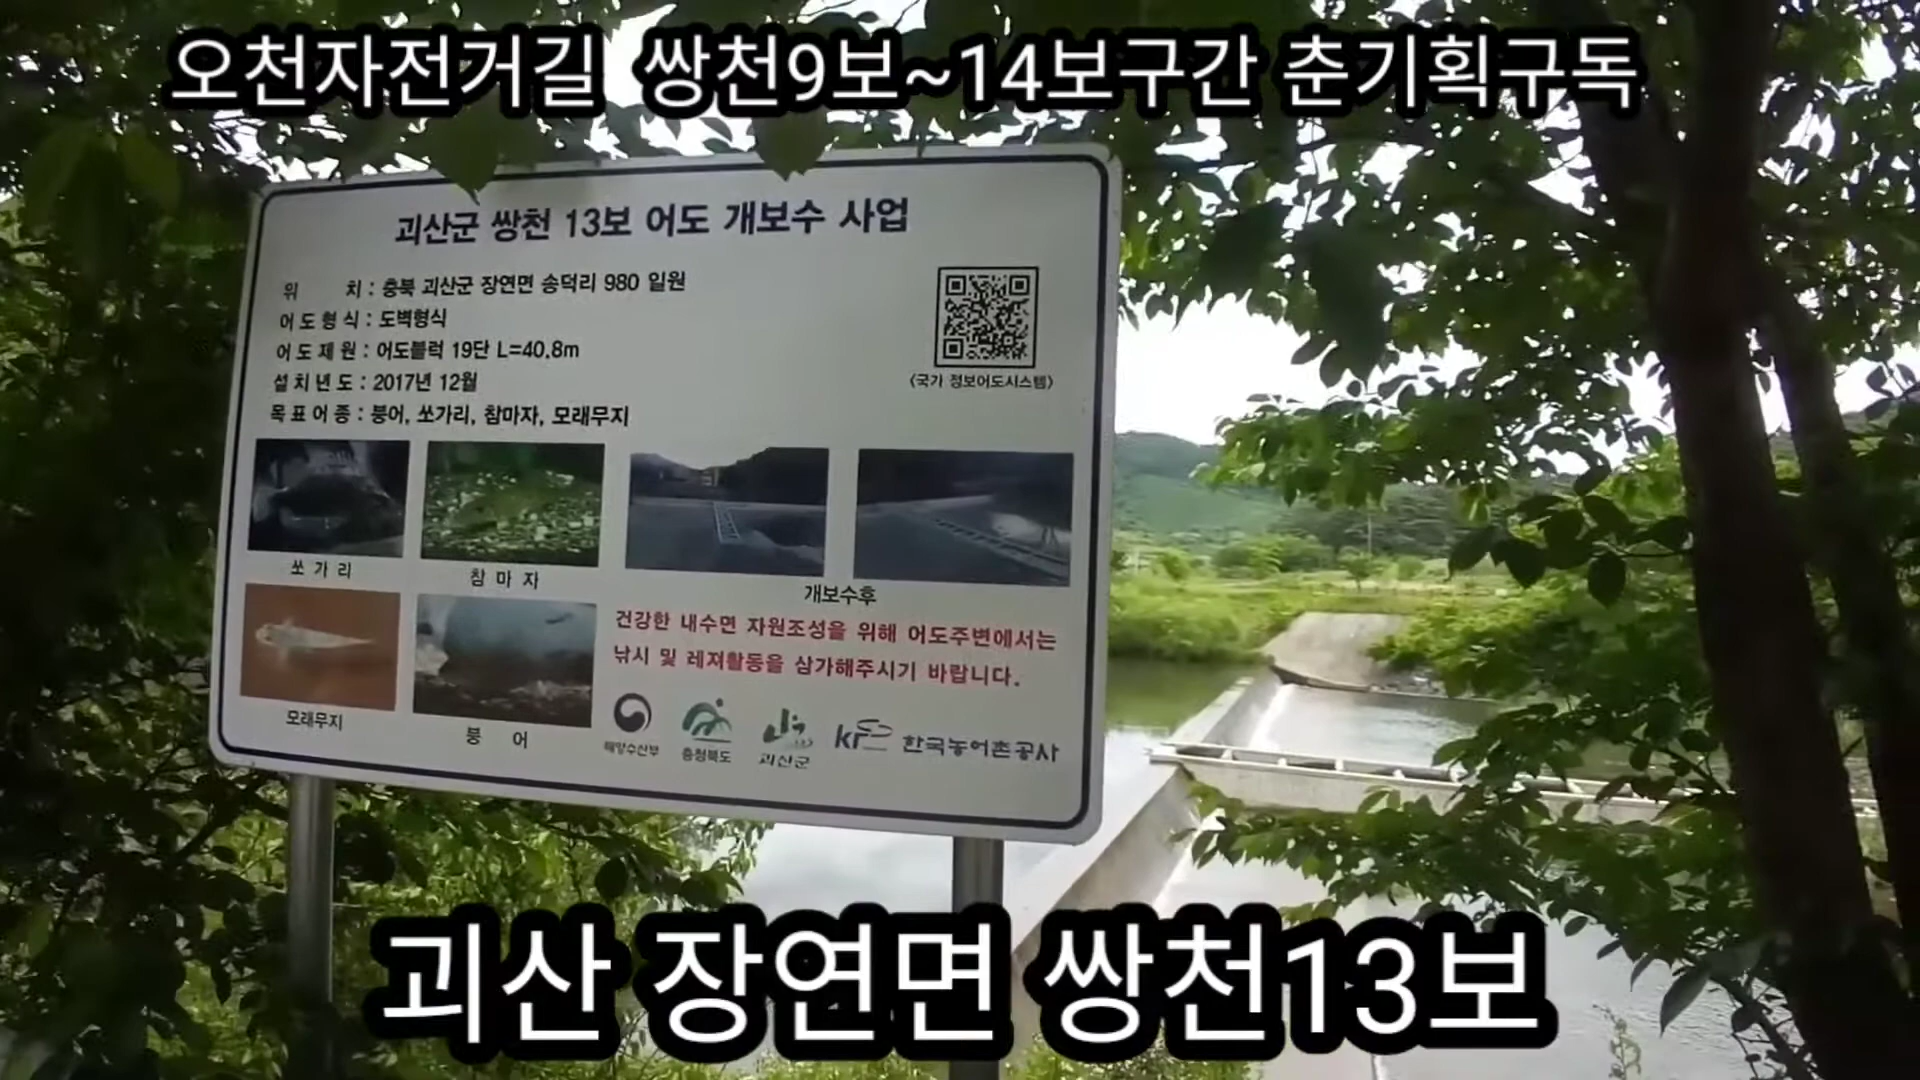 오천자전거길 쌍천9보~14보구간 춘기획구독
괴산군 쌍천 13보 어도 개보수 사업
위 치 : 충북 괴산군 장연면 송덕리 980 일원
어도형식 : 도벽형식
어도제원 : 어도블럭 19단 L=40.8m
설치년도 : 2017년 12월
목표어종 : 붕어, 쏘가리, 참마자, 모래무지
<국가 정보어도시스템>
쏘가리
참마자
개보수후
모래무지
붕어
건강한 내수면 자원조성을 위해 어도주변에서는
낚시 및 레져활동을 삼가해주시기 바랍니다.
해양수산부
충청북도
괴산군
한국농어촌공사
괴산 장연면 쌍천13보